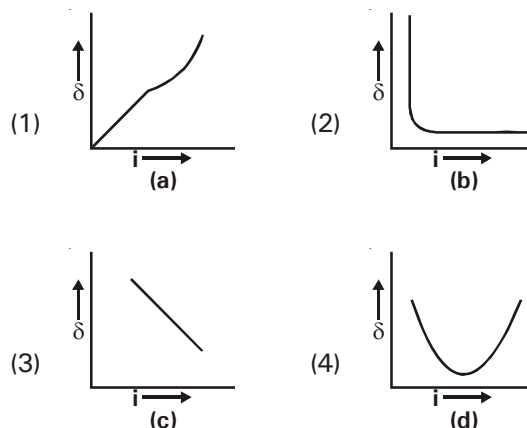 (1) δ i (a)
(2) δ i (b)
(3) δ i (c)
(4) δ i (d)